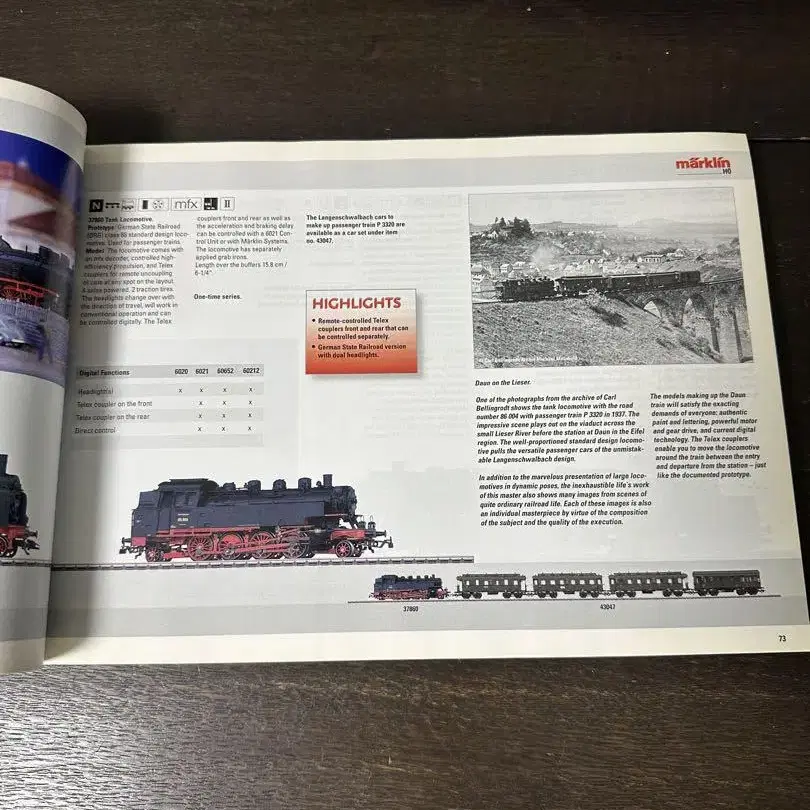 märklin
HO
N
mfx
II
37860 Tank Locomotive.
Prototype: German State Railroad
(DRG) class 86 standard design loco-
motive. Used for passenger trains.
Model: The locomotive comes with
an mfx decoder, controlled high-
efficiency propulsion, and Telex
couplers for remote uncoupling
of cars at any spot on the layout.
4 axles powered. 2 traction tires.
The headlights change over with
the direction of travel, will work in
conventional operation and can
be controlled digitally. The Telex
couplers front and rear as well as
the acceleration and braking delay
can be controlled with a 6021 Con-
trol Unit or with Märklin Systems.
The locomotive has separately
applied grab irons.
Length over the buffers 15.8 cm /
6-1/4".
One-time series.
The Langenschwalbach cars to
make up passenger train P 3320 are
available as a car set under item
no. 43047.
HIGHLIGHTS
• Remote-controlled Telex
couplers front and rear that can
be controlled separately.
• German State Railroad version
with dual headlights.
Digital Functions 6020 6021 60652 60212
Headlight(s) x x x x
Telex coupler on the front x x x
Telex coupler on the rear x x x
Direct control x x x
Daun on the Lieser.
One of the photographs from the archive of Carl
Bellingrodt shows the tank locomotive with the road
number 86 004 with passenger train P 3320 in 1937. The
impressive scene plays out on the viaduct across the
small Lieser River before the station at Daun in the Eifel
region. The well-proportioned standard design locomo-
tive pulls the versatile passenger cars of the unmistak-
able Langenschwalbach design.
In addition to the marvelous presentation of large loco-
motives in dynamic poses, the inexhaustible life's work
of this master also shows many images from scenes of
quite ordinary railroad life. Each of these images is also
an individual masterpiece by virtue of the composition
of the subject and the quality of the execution.
The models making up the Daun
train will satisfy the exacting
demands of everyone: authentic
paint and lettering, powerful motor
and gear drive, and current digital
technology. The Telex couplers
enable you to move the locomotive
around the train between the entry
and departure from the station – just
like the documented prototype.
37860
43047
73